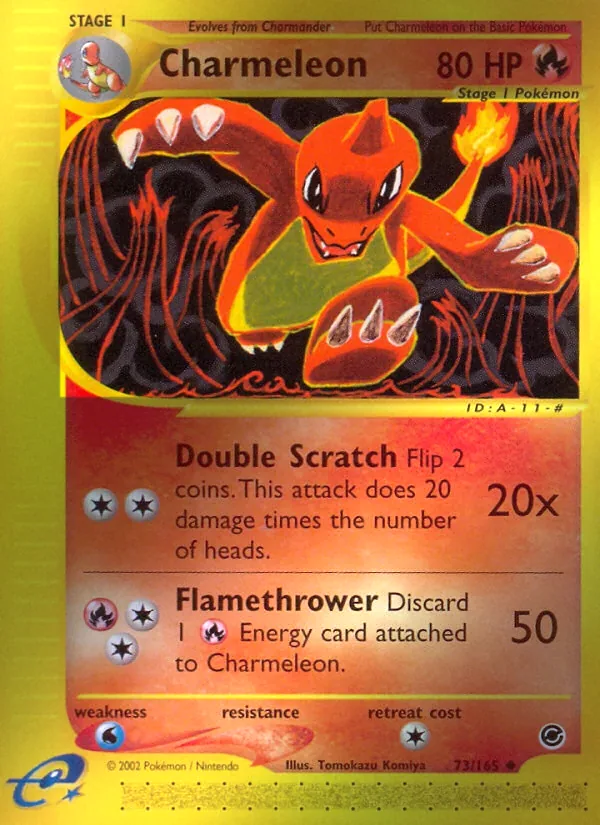 STAGE 1 Evolves from Charmander Put Charmeleon on the Basic Pokémon
Charmeleon 80 HP
Stage 1 Pokémon
ID:A-11-#
Double Scratch Flip 2
coins. This attack does 20
damage times the number
of heads.
20x
Flamethrower Discard
1 Energy card attached
to Charmeleon.
50
weakness resistance retreat cost
© 2002 Pokémon / Nintendo Illus. Tomokazu Komiya 73/165
e